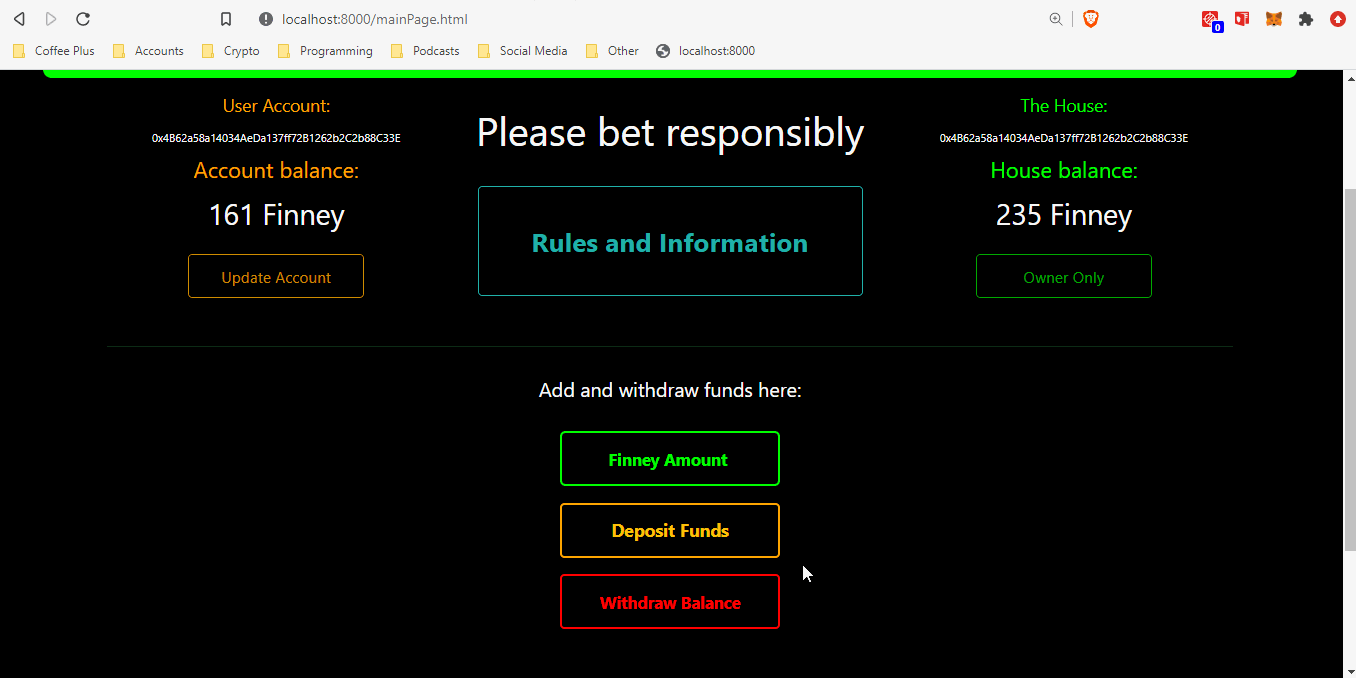 localhost:8000/mainPage.html
0
Coffee Plus Accounts Crypto Programming Podcasts Social Media Other localhost:8000
User Account:
0x4B62a58a14034AeDa137ff72B1262b2C2b88C33E
Account balance:
161 Finney
Update Account
Please bet responsibly
Rules and Information
The House:
0x4B62a58a14034AeDa137ff72B1262b2C2b88C33E
House balance:
235 Finney
Owner Only
Add and withdraw funds here:
Finney Amount
Deposit Funds
Withdraw Balance